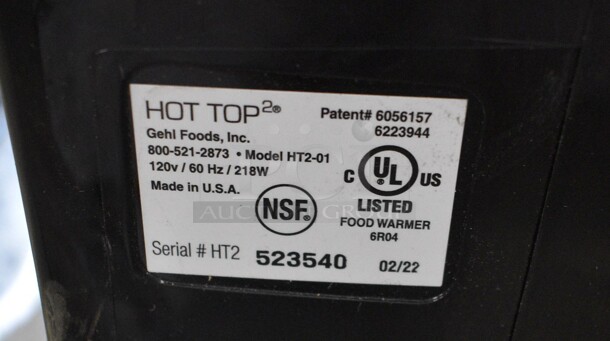 HOT TOP²®
Patent# 6056157
6223944
Gehl Foods, Inc.
800-521-2873 • Model HT2-01
120v / 60 Hz / 218W
Made in U.S.A.
NSF®
C UL US
LISTED
FOOD WARMER
6R04
Serial # HT2 523540 02/22